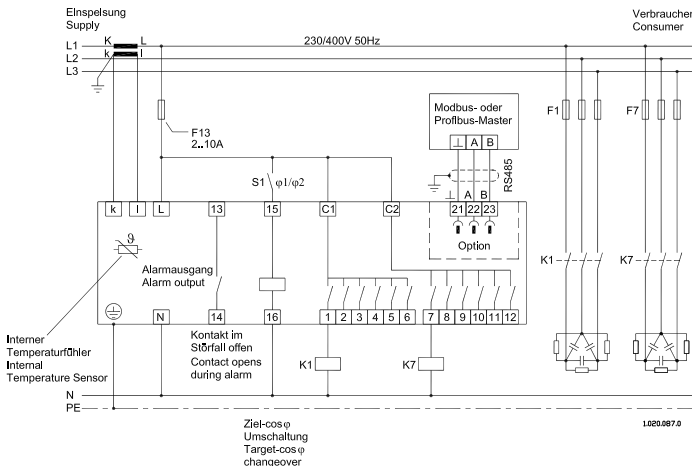 EInspelsung
Supply
Verbraucher
Consumer
K L
L1
230/400V 50Hz
k l
L2
L3
Modbus- oder
Proflbus-Master
F13
2..10A
F1
F7
⊥ A B
RS485
S1 φ1/φ2
⊥ A B
k l L 13 15 C1 C2 21 22 23
Option
ϑ
Alarmausgang
Alarm output
K1
K7
N 14 16 1 2 3 4 5 6 7 8 9 10 11 12
Interner
Temperaturfühler
Internal
Temperature Sensor
Kontakt im
Störfall offen
Contact opens
during alarm
K1
K7
N
PE
Ziel-cosφ
Umschaltung
Target-cosφ
changeover
1.020.087.0